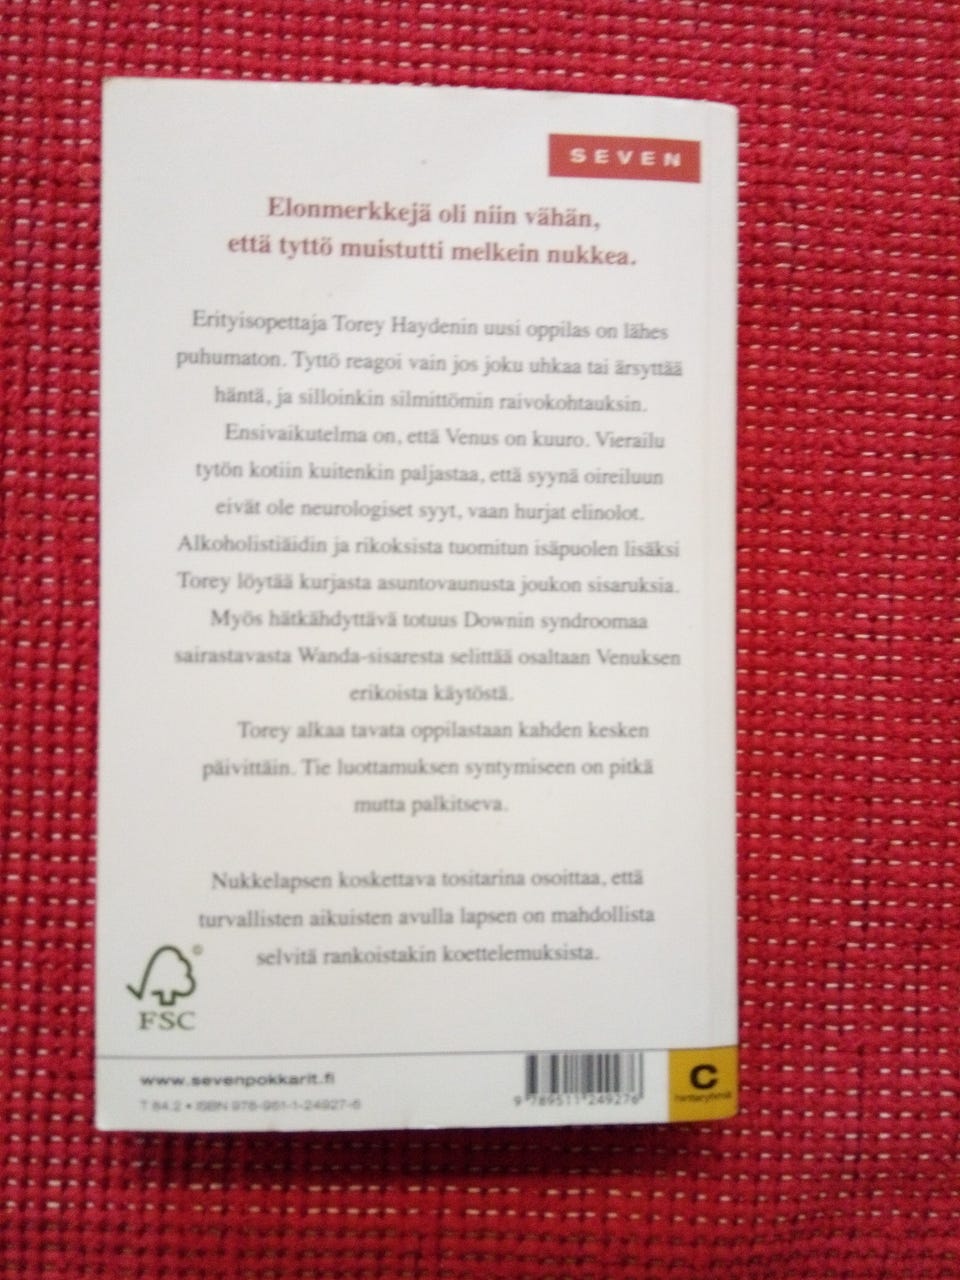 SEVEN
Elonmerkkejä oli niin vähän,
että tyttö muistutti melkein nukkea.
Erityisopettaja Torey Haydenin uusi oppilas on lähes
puhumaton. Tyttö reagoi vain jos joku uhkaa tai ärsyttää
häntä, ja silloinkin silmittömin raivokohtauksin.
Ensivaikutelma on, että Venus on kuuro. Vierailu
tytön kotiin kuitenkin paljastaa, että syynä oireiluun
eivät ole neurologiset syyt, vaan hurjat elinolot.
Alkoholistiäidin ja rikoksista tuomitun isäpuolen lisäksi
Torey löytää kurjasta asuntovaunusta joukon sisaruksia.
Myös hätkähdyttävä totuus Downin syndroomaa
sairastavasta Wanda-sisaresta selittää osaltaan Venuksen
erikoista käytöstä.
Torey alkaa tavata oppilastaan kahden kesken
päivittäin. Tie luottamuksen syntymiseen on pitkä
mutta palkitseva.
Nukkelapsen koskettava tositarina osoittaa, että
turvallisten aikuisten avulla lapsen on mahdollista
selvitä rankoistakin koettelemuksista.
©
FSC
www.sevenpokkarit.fi
T 84.2 • ISBN 978-951-1-24927-6
9 789511 249276
C
hintaryhmä